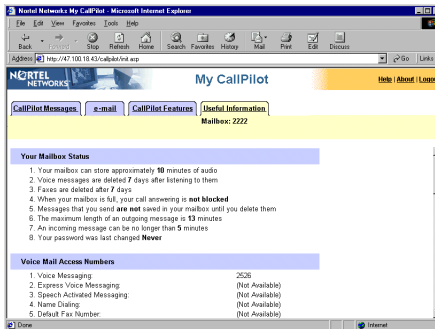 Nortel Networks My CallPilot - Microsoft Internet Explorer
File Edit View Favorites Tools Help
Back Forward Stop Refresh Home Search Favorites History Mail Print Edit Discuss
Address http://47.100.18.43/callpilot/init.asp Go Links
NORTEL NETWORKS My CallPilot Help | About | Logou
CallPilot Messages e-mail CallPilot Features Useful Information
Mailbox: 2222
Your Mailbox Status
1. Your mailbox can store approximately 10 minutes of audio
2. Voice messages are deleted 7 days after listening to them
3. Faxes are deleted after 7 days
4. When your mailbox is full, your call answering is not blocked
5. Messages that you send are not saved in your mailbox until you delete them
6. The maximum length of an outgoing message is 13 minutes
7. An incoming message can be no longer than 5 minutes
8. Your password was last changed Never
Voice Mail Access Numbers
1. Voice Messaging: 2526
2. Express Voice Messaging: (Not Available)
3. Speech Activated Messaging: (Not Available)
4. Name Dialing: (Not Available)
5. Default Fax Number: (Not Available)
Done Internet